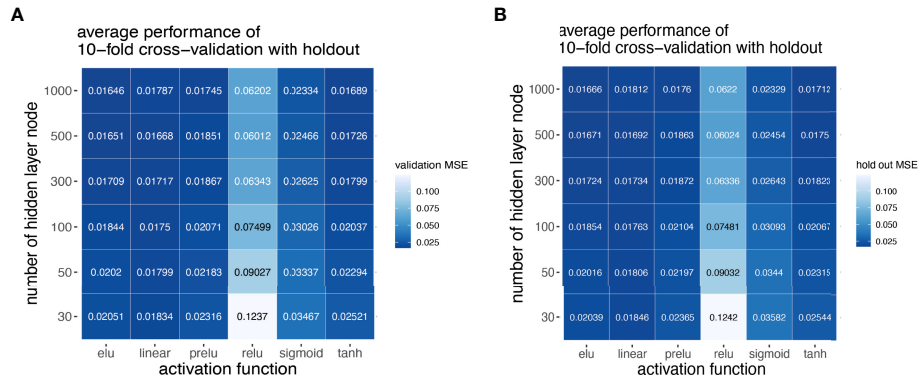 A
average performance of
10-fold cross-validation with holdout
number of hidden layer node
1000 0.01646 0.01787 0.01745 0.06202 0.02334 0.01689
500 0.01651 0.01668 0.01851 0.06012 0.02466 0.01726
300 0.01709 0.01717 0.01867 0.06343 0.02625 0.01799
100 0.01844 0.0175 0.02071 0.07499 0.03026 0.02037
50 0.0202 0.01799 0.02183 0.09027 0.03337 0.02294
30 0.02051 0.01834 0.02316 0.1237 0.03467 0.02521
elu linear prelu relu sigmoid tanh
activation function
validation MSE
0.100
0.075
0.050
0.025
B
average performance of
10-fold cross-validation with holdout
number of hidden layer node
1000 0.01666 0.01812 0.0176 0.0622 0.02329 0.01712
500 0.01671 0.01692 0.01863 0.06024 0.02454 0.0175
300 0.01724 0.01734 0.01872 0.06336 0.02643 0.01823
100 0.01854 0.01763 0.02104 0.07481 0.03093 0.02067
50 0.02016 0.01806 0.02197 0.09032 0.0344 0.02315
30 0.02039 0.01846 0.02365 0.1242 0.03582 0.02544
elu linear prelu relu sigmoid tanh
activation function
hold out MSE
0.100
0.075
0.050
0.025